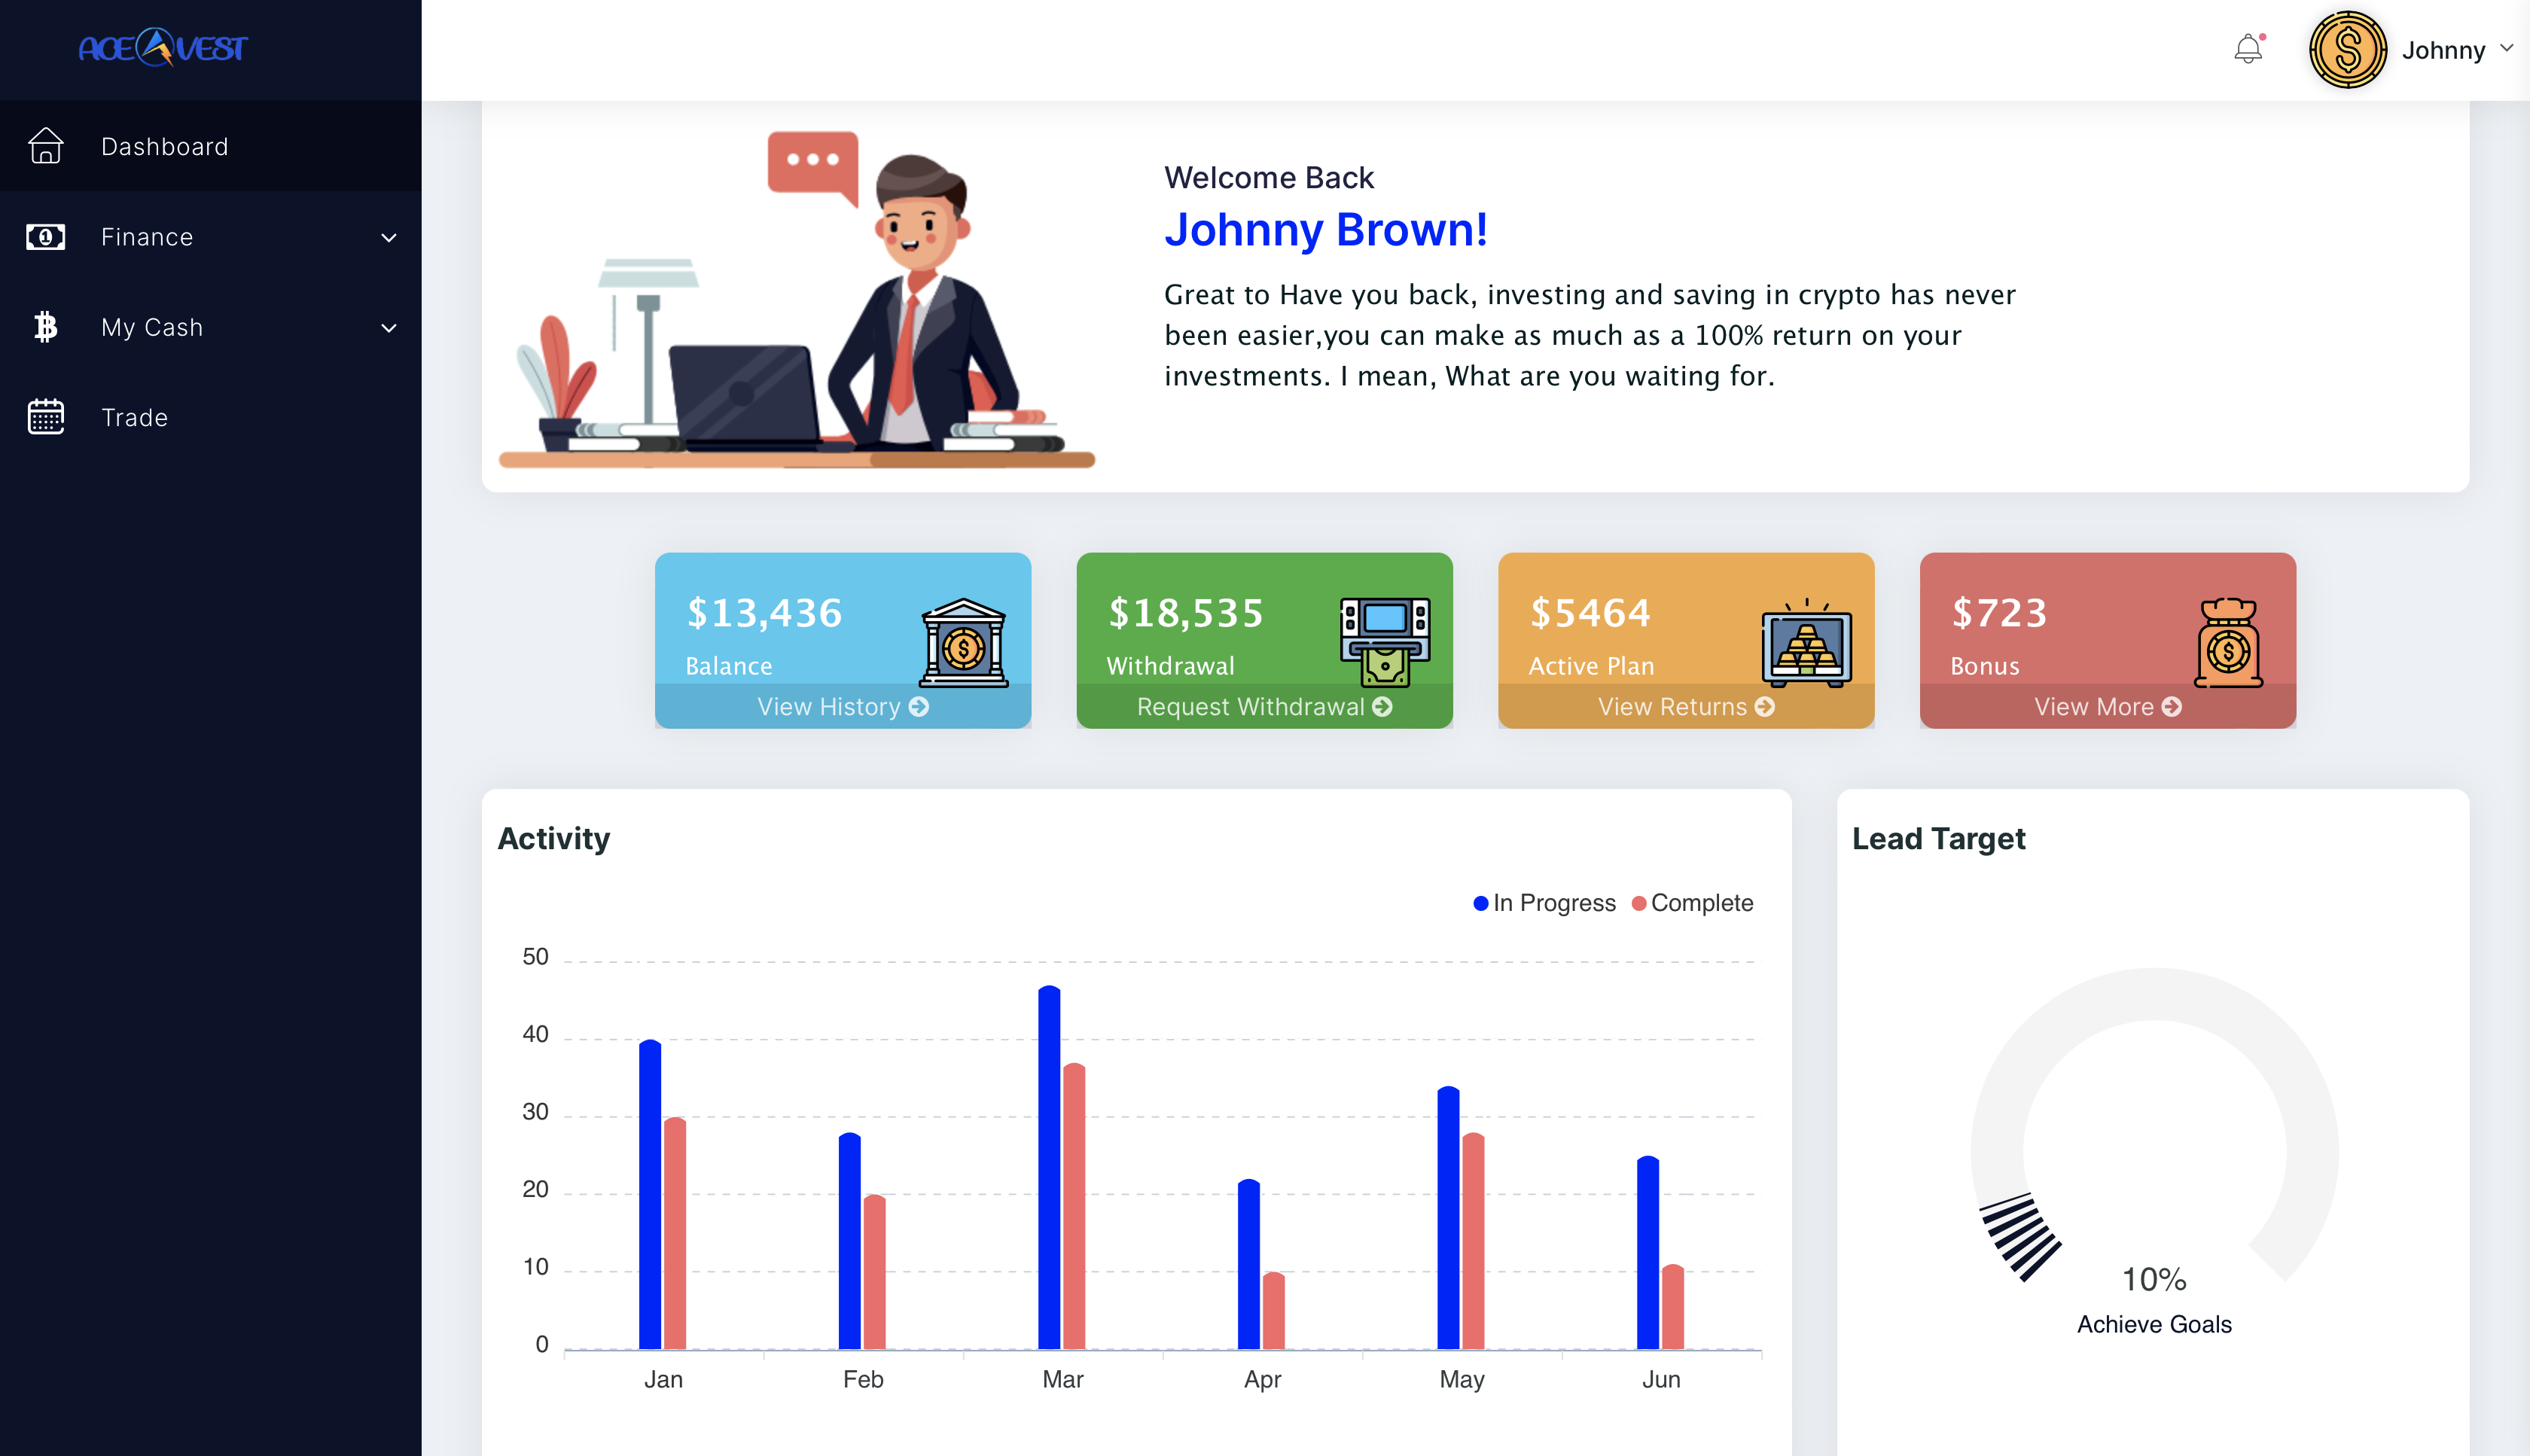 ACE VEST
Johnny
Dashboard
Finance
My Cash
Trade
Welcome Back
Johnny Brown!
Great to Have you back, investing and saving in crypto has never
been easier,you can make as much as a 100% return on your
investments. I mean, What are you waiting for.
$13,436
Balance
View History
$18,535
Withdrawal
Request Withdrawal
$5464
Active Plan
View Returns
$723
Bonus
View More
Activity
In Progress Complete
50
40
30
20
10
0
Jan Feb Mar Apr May Jun
Lead Target
10%
Achieve Goals